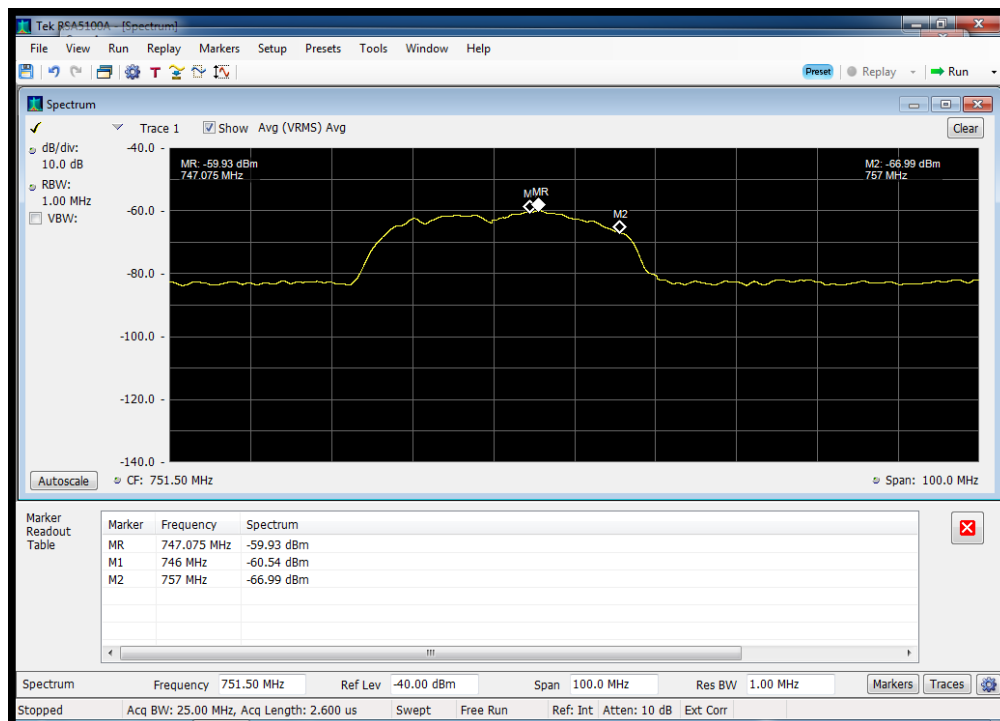 Tek RSA5100A - [Spectrum]
File View Run Replay Markers Setup Presets Tools Window Help
Preset Replay Run
Spectrum
Trace 1 Show Avg (VRMS) Avg Clear
dB/div:
10.0 dB
RBW:
1.00 MHz
VBW:
-40.0
-60.0
-80.0
-100.0
-120.0
-140.0
MR: -59.93 dBm
747.075 MHz
M2: -66.99 dBm
757 MHz
MR
M2
Autoscale CF: 751.50 MHz Span: 100.0 MHz
Marker
Readout
Table
Marker Frequency Spectrum
MR 747.075 MHz -59.93 dBm
M1 746 MHz -60.54 dBm
M2 757 MHz -66.99 dBm
Spectrum Frequency 751.50 MHz Ref Lev -40.00 dBm Span 100.0 MHz Res BW 1.00 MHz Markers Traces
Stopped Acq BW: 25.00 MHz, Acq Length: 2.600 us Swept Free Run Ref: Int Atten: 10 dB Ext Corr